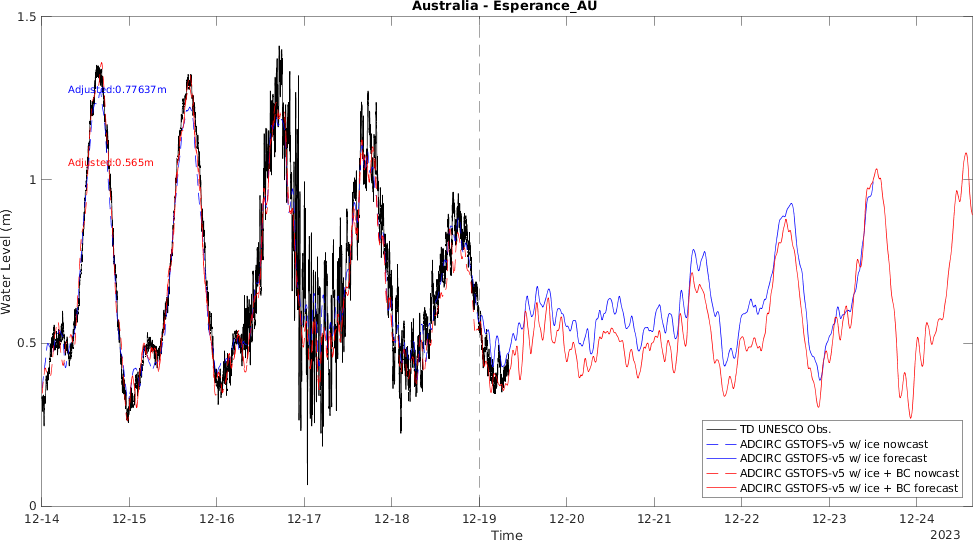 Australia - Esperance_AU
1.5
Adjusted:0.77637m
Adjusted:0.565m
1
Water Level (m)
0.5
TD UNESCO Obs.
ADCIRC GSTOFS-v5 w/ ice nowcast
ADCIRC GSTOFS-v5 w/ ice forecast
ADCIRC GSTOFS-v5 w/ ice + BC nowcast
ADCIRC GSTOFS-v5 w/ ice + BC forecast
0
12-14 12-15 12-16 12-17 12-18 12-19 12-20 12-21 12-22 12-23 12-24
Time
2023